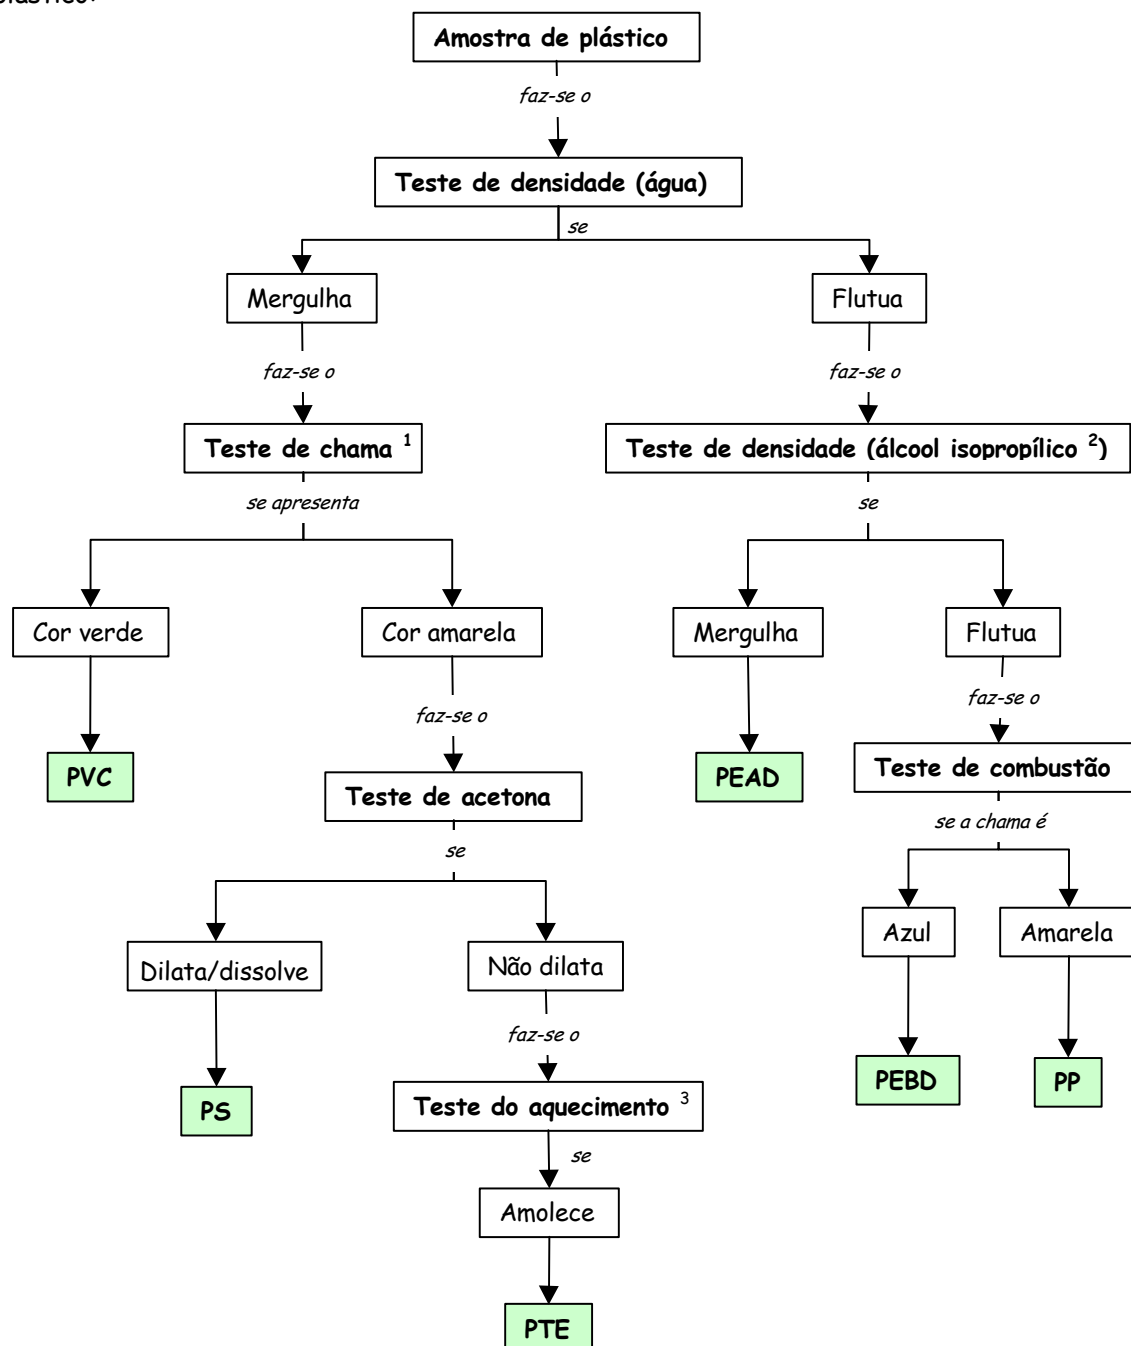 plástico.
Amostra de plástico
faz-se o
Teste de densidade (água)
se
Mergulha
Flutua
faz-se o
faz-se o
Teste de chama 1
Teste de densidade (álcool isopropílico 2)
se apresenta
se
Cor verde
Cor amarela
Mergulha
Flutua
faz-se o
faz-se o
PVC
PEAD
Teste de combustão
Teste de acetona
se a chama é
se
Azul
Amarela
Dilata/dissolve
Não dilata
faz-se o
PEBD
PP
PS
Teste do aquecimento 3
se
Amolece
PTE